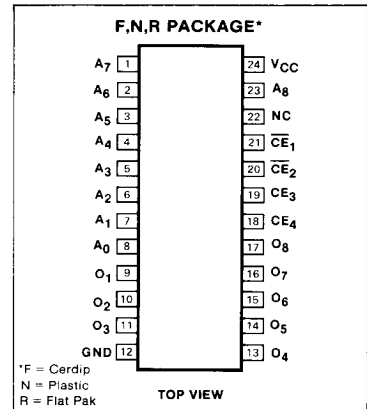 F,N,R PACKAGE*
A7 1
24 VCC
A6 2
23 A8
A5 3
22 NC
A4 4
21 C̅E̅1
A3 5
20 C̅E̅2
A2 6
19 CE3
A1 7
18 CE4
A0 8
17 O8
O1 9
16 O7
O2 10
15 O6
O3 11
14 O5
GND 12
13 O4
*F = Cerdip
N = Plastic
R = Flat Pak
TOP VIEW